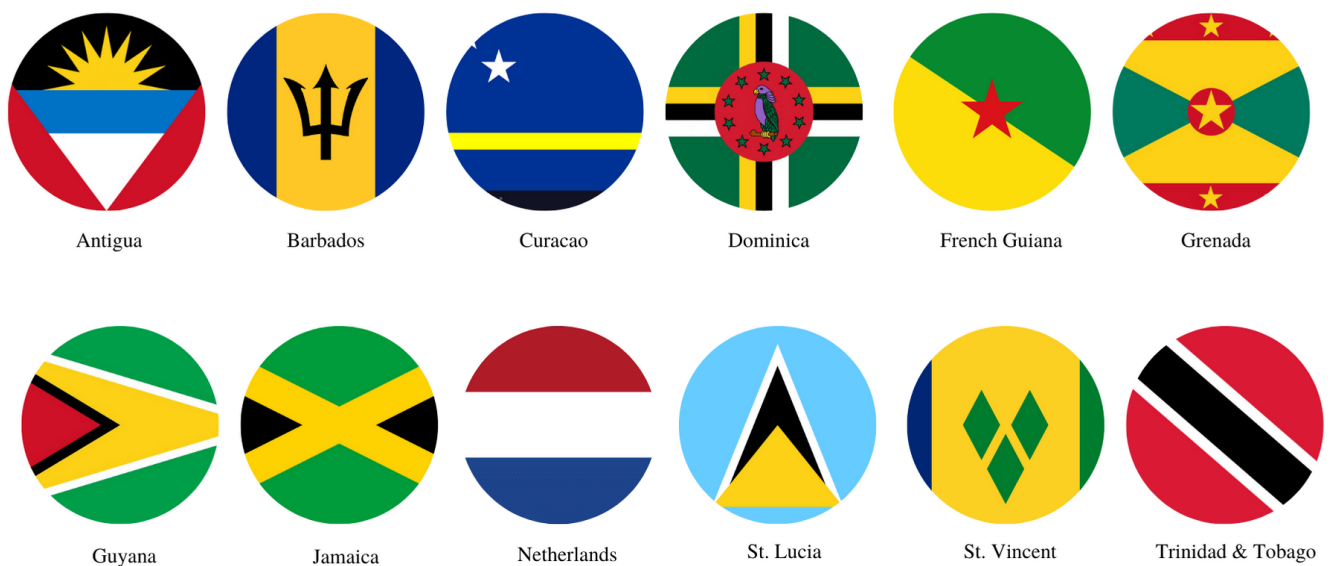 Antigua
Barbados
Curacao
Dominica
French Guiana
Grenada
Guyana
Jamaica
Netherlands
St. Lucia
St. Vincent
Trinidad & Tobago